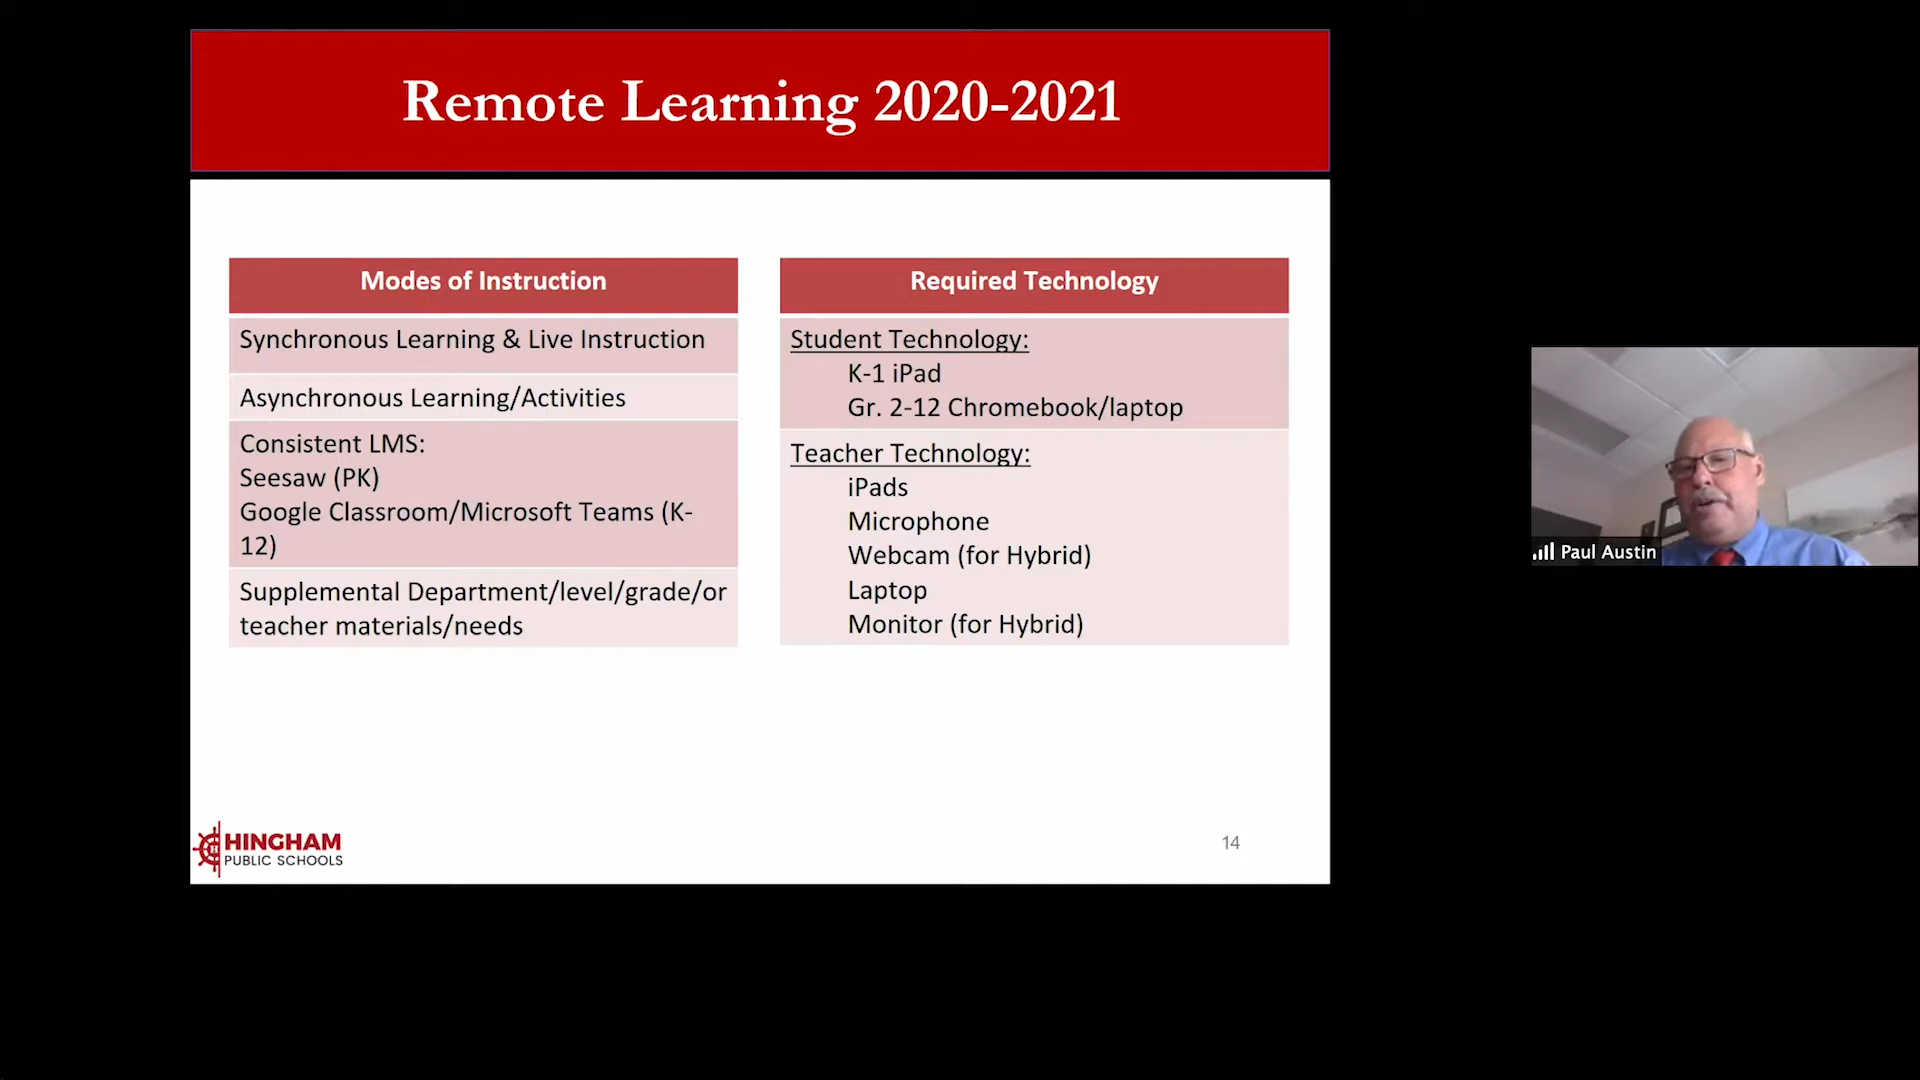 Remote Learning 2020-2021
Modes of Instruction
Synchronous Learning & Live Instruction
Asynchronous Learning/Activities
Consistent LMS:
Seesaw (PK)
Google Classroom/Microsoft Teams (K-
12)
Supplemental Department/level/grade/or
teacher materials/needs
Required Technology
Student Technology:
K-1 iPad
Gr. 2-12 Chromebook/laptop
Teacher Technology:
iPads
Microphone
Webcam (for Hybrid)
Laptop
Monitor (for Hybrid)
Paul Austin
H
HINGHAM
PUBLIC SCHOOLS
14